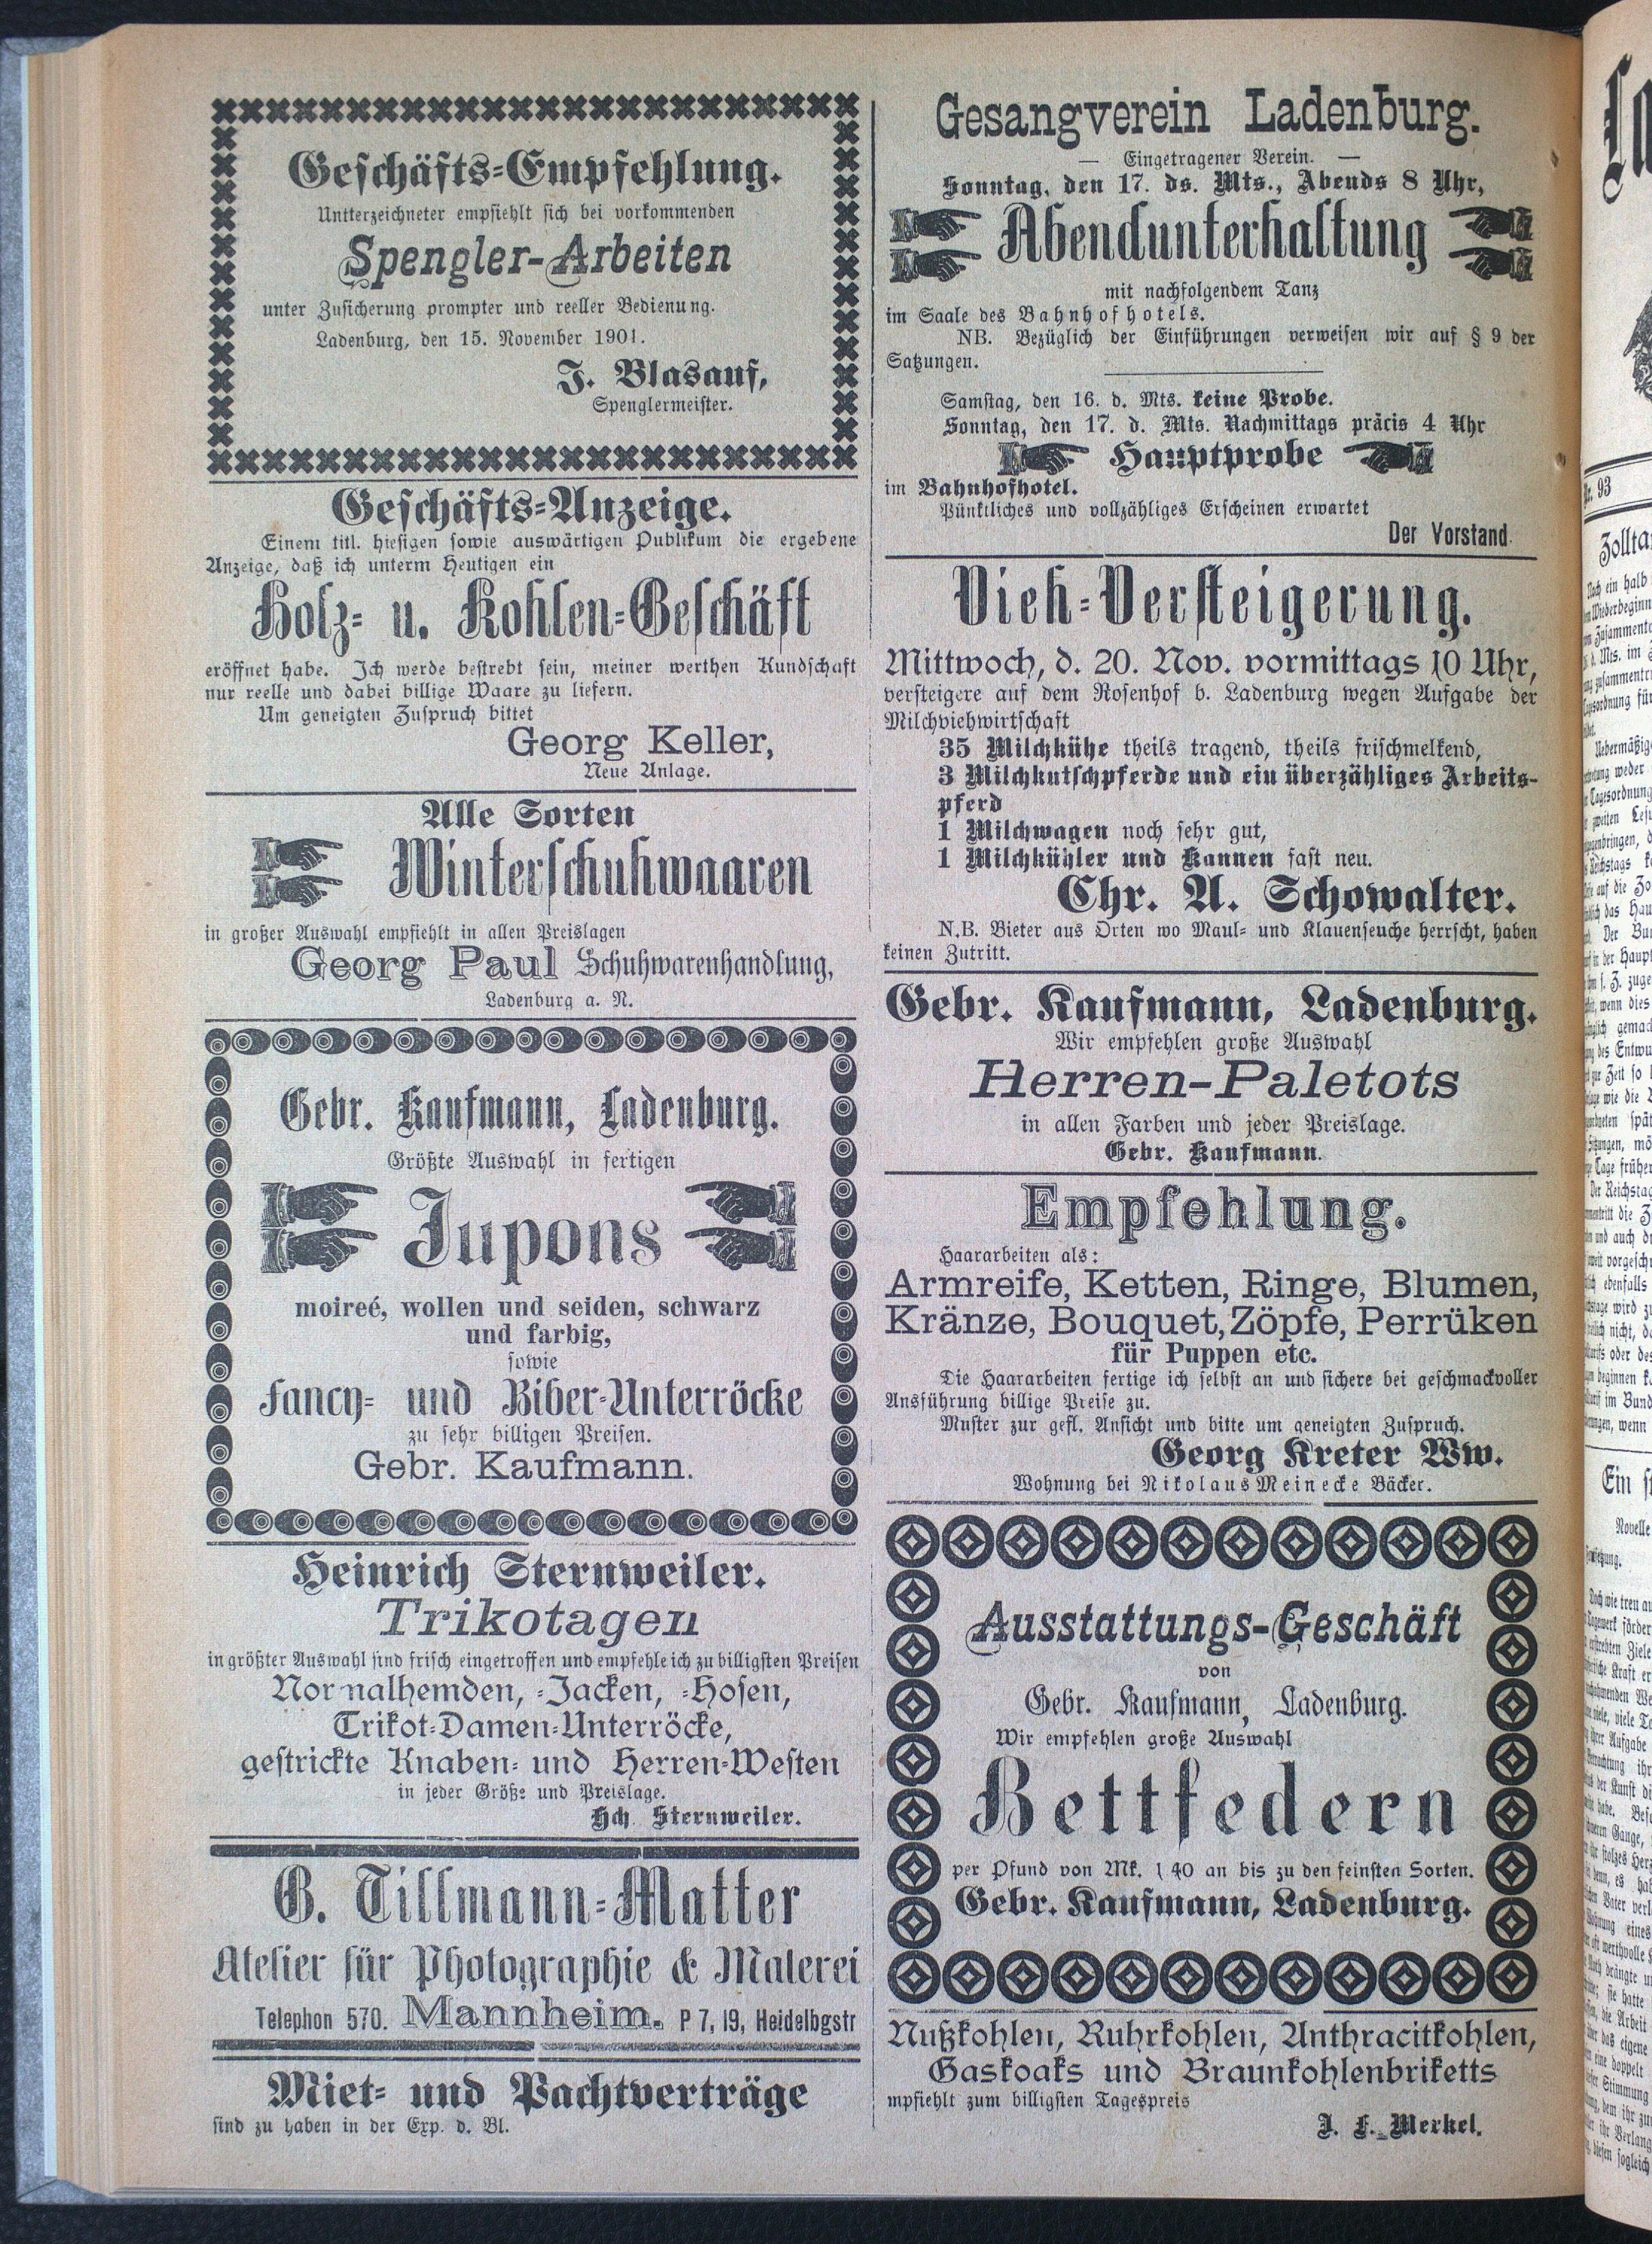 Geschäfts-Empfehlung.
Untterzeichneter empfiehlt sich bei vorkommenden
Spengler-Arbeiten
unter Zusicherung prompter und reeller Bedienung.
Ladenburg, den 15. November 1901.
J. Blasauf,
Spenglermeister.
Geschäfts-Anzeige.
Einem titl. hiesigen sowie auswärtigen Publikum die ergebene
Anzeige, daß ich unterm Heutigen ein
Holz- u. Kohlen-Geschäft
eröffnet habe. Ich werde bestrebt sein, meiner werthen Kundschaft
nur reelle und dabei billige Waare zu liefern.
Um geneigten Zuspruch bittet
Georg Keller,
Neue Anlage.
Alle Sorten
Winterschuhwaaren
in großer Auswahl empfiehlt in allen Preislagen
Georg Paul Schuhwarenhandlung,
Ladenburg a. N.
Gebr. Kaufmann, Ladenburg.
Größte Auswahl in fertigen
Jupons
moireé, wollen und seiden, schwarz
und farbig,
sowie
Fancy- und Biber-Unterröcke
zu sehr billigen Preisen.
Gebr. Kaufmann.
Heinrich Sternweiler.
Trikotagen
in größter Auswahl sind frisch eingetroffen und empfehle ich zu billigsten Preisen
Normalhemden, -Jacken, -Hosen,
Trikot-Damen-Unterröcke,
gestrickte Knaben- und Herren-Westen
in jeder Größe und Preislage.
Hch. Sternweiler.
G. Tillmann-Matter
Atelier für Photographie & Malerei
Telephon 570. Mannheim. P 7, 19, Heidelbgstr
Miet- und Pachtverträge
sind zu haben in der Exp. d. Bl.
Gesangverein Ladenburg.
— Eingetragener Verein. —
Sonntag, den 17. ds. Mts., Abends 8 Uhr,
Abendunterhaltung
mit nachfolgendem Tanz
im Saale des Bahnhofhotels.
NB. Bezüglich der Einführungen verweisen wir auf § 9 der
Satzungen.
Samstag, den 16. d. Mts. keine Probe.
Sonntag, den 17. d. Mts. Nachmittags präcis 4 Uhr
Hauptprobe
im Bahnhofhotel.
Pünktliches und vollzähliges Erscheinen erwartet
Der Vorstand.
Vieh-Versteigerung.
Mittwoch, d. 20. Nov. vormittags 10 Uhr,
versteigere auf dem Rosenhof b. Ladenburg wegen Aufgabe der
Milchviehwirtschaft
35 Milchkühe theils tragend, theils frischmelkend,
3 Milchkutschpferde und ein überzähliges Arbeits-
pferd
1 Milchwagen noch sehr gut,
1 Milchkühler und Kannen fast neu.
Chr. A. Schowalter.
N.B. Bieter aus Orten wo Maul- und Klauenseuche herrscht, haben
keinen Zutritt.
Gebr. Kaufmann, Ladenburg.
Wir empfehlen große Auswahl
Herren-Paletots
in allen Farben und jeder Preislage.
Gebr. Kaufmann.
Empfehlung.
Haararbeiten als:
Armreife, Ketten, Ringe, Blumen,
Kränze, Bouquet, Zöpfe, Perrüken
für Puppen etc.
Die Haararbeiten fertige ich selbst an und sichere bei geschmackvoller
Ausführung billige Preise zu.
Muster zur gefl. Ansicht und bitte um geneigten Zuspruch.
Georg Kreter Ww.
Wohnung bei Nikolaus Meinecke Bäcker.
Ausstattungs-Geschäft
von
Gebr. Kaufmann, Ladenburg.
Wir empfehlen große Auswahl
Bettfedern
per Pfund von Mk. 1 40 an bis zu den feinsten Sorten.
Gebr. Kaufmann, Ladenburg.
Nußkohlen, Ruhrkohlen, Anthracitkohlen,
Gaskoaks und Braunkohlenbriketts
mpfiehlt zum billigsten Tagespreis
J. F. Merkel.